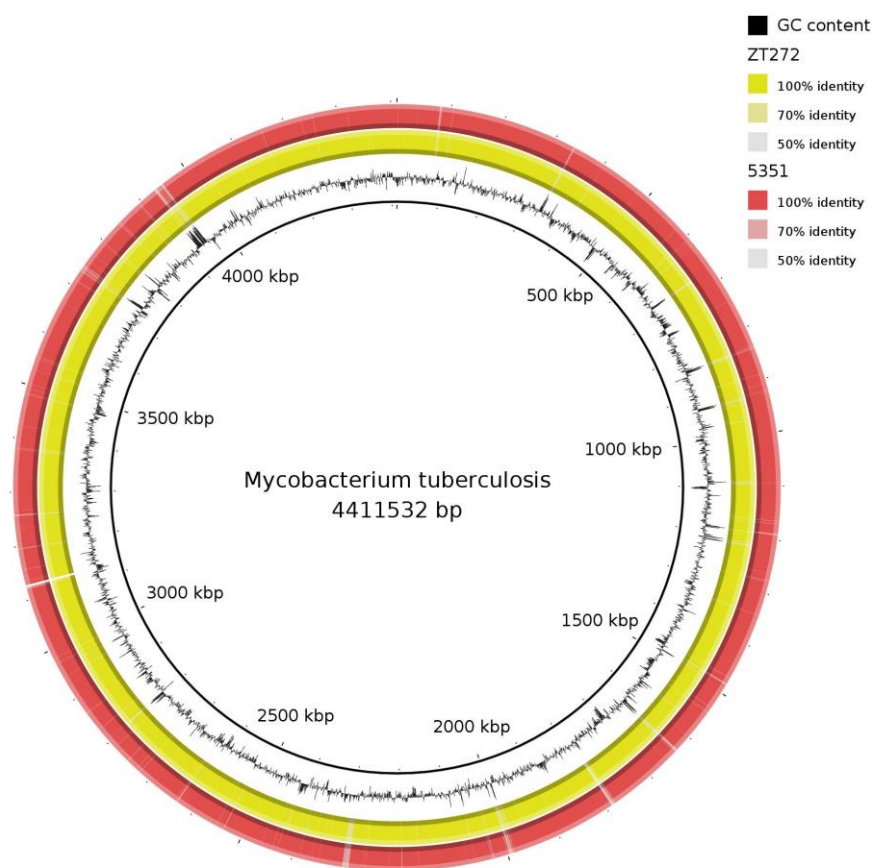 GC content
ZT272
100% identity
70% identity
50% identity
5351
100% identity
70% identity
50% identity
4000 kbp
500 kbp
3500 kbp
1000 kbp
Mycobacterium tuberculosis
4411532 bp
3000 kbp
1500 kbp
2500 kbp
2000 kbp